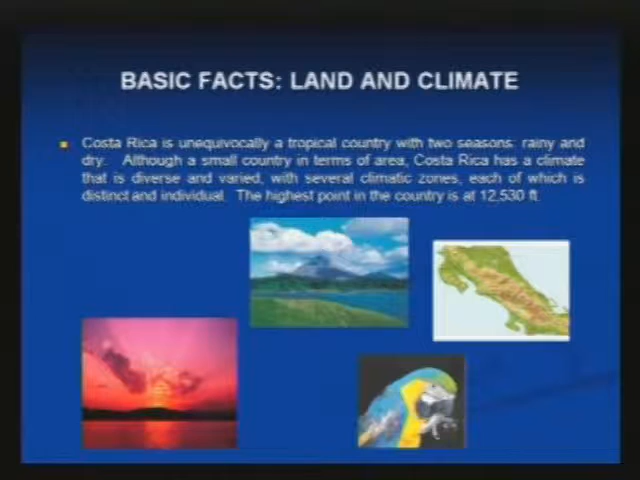 BASIC FACTS: LAND AND CLIMATE
Costa Rica is unequivocally a tropical country with two seasons: rainy and
dry. Although a small country in terms of area, Costa Rica has a climate
that is diverse and varied, with several climatic zones, each of which is
distinct and individual. The highest point in the country is at 12,530 ft.